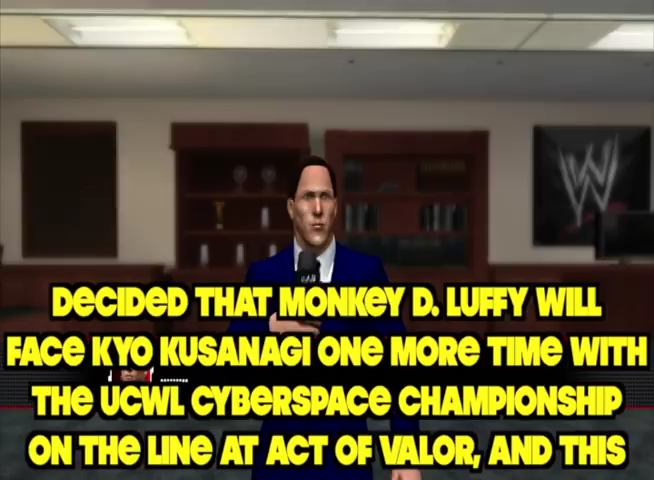 DECIDED THAT MONKEY D. LUFFY WILL
FACE KYO KUSANAGI ONE MORE TIME WITH
THE UCWL CYBERSPACE CHAMPIONSHIP
ON THE LINE AT ACT OF VALOR, AND THIS